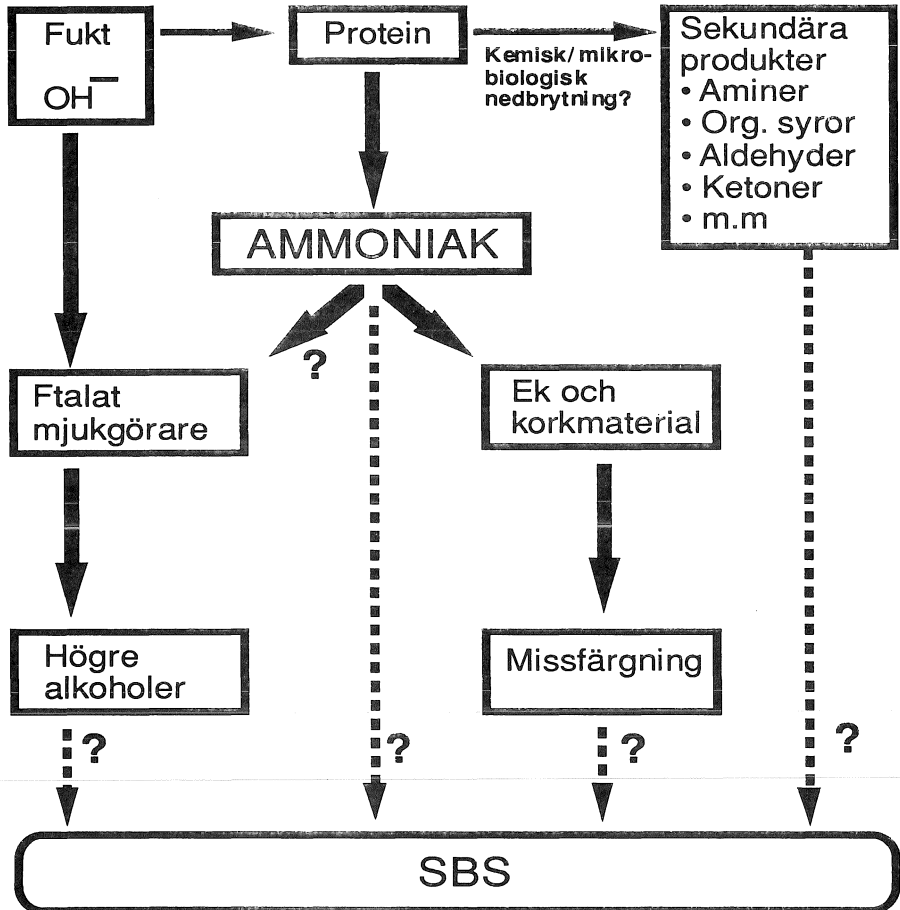 Fukt
OH⁻
Protein
Kemisk/mikro-
biologisk
nedbrytning?
Sekundära
produkter
• Aminer
• Org. syror
• Aldehyder
• Ketoner
• m.m
AMMONIAK
?
Ftalat
mjukgörare
Ek och
korkmaterial
Högre
alkoholer
Missfärgning
?
?
?
?
SBS